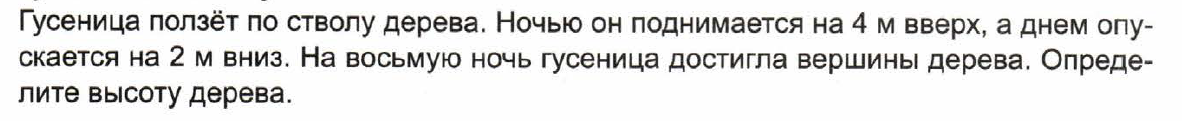 Гусеница ползёт по стволу дерева. Ночью он поднимается на 4 м вверх, а днем опу-
скается на 2 м вниз. На восьмую ночь гусеница достигла вершины дерева. Опреде-
лите высоту дерева.